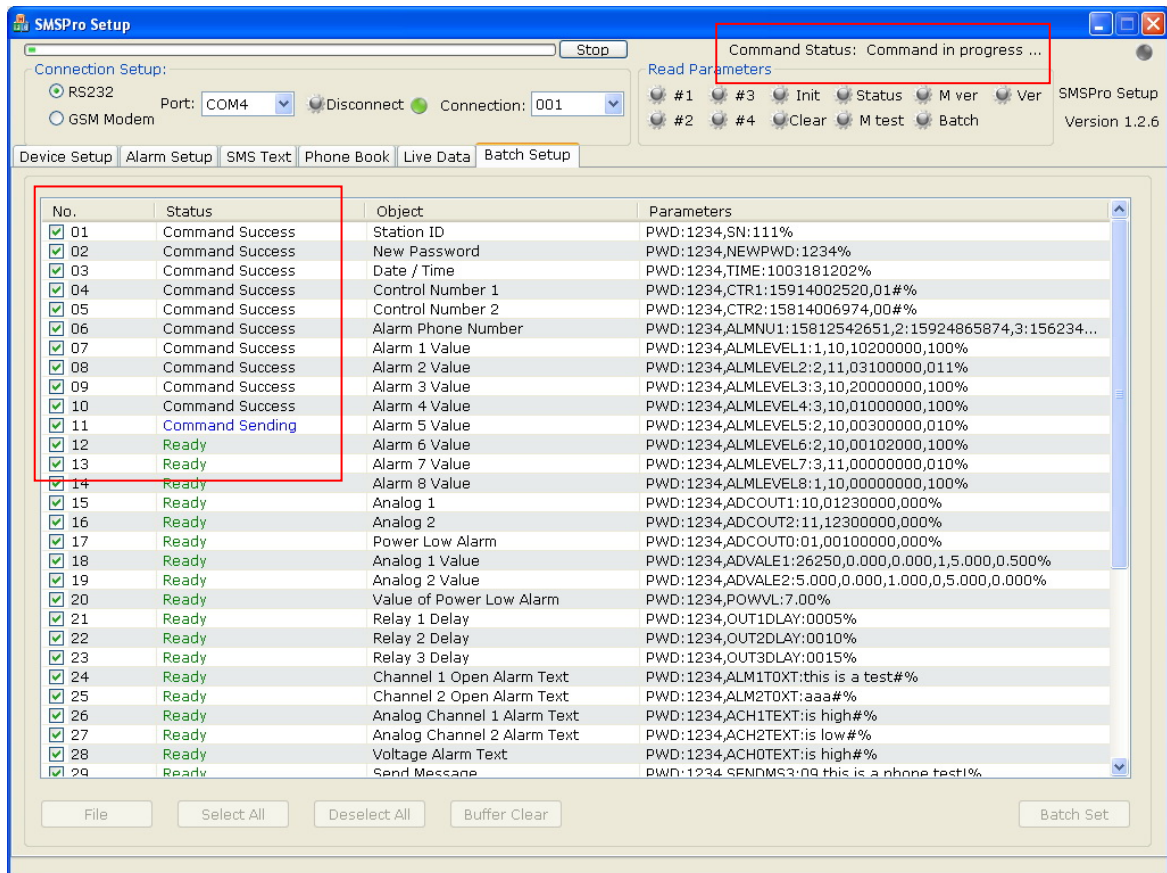 SMSPro Setup
Stop
Command Status: Command in progress ...
Connection Setup:
Read Parameters
RS232
GSM Modem
Port: COM4
Disconnect
Connection: 001
#1 #3 Init Status M ver Ver
#2 #4 Clear M test Batch
SMSPro Setup
Version 1.2.6
Device Setup Alarm Setup SMS Text Phone Book Live Data Batch Setup
No. Status Object Parameters
01 Command Success Station ID PWD:1234,SN:111%
02 Command Success New Password PWD:1234,NEWPWD:1234%
03 Command Success Date / Time PWD:1234,TIME:1003181202%
04 Command Success Control Number 1 PWD:1234,CTR1:15914002520,01#%
05 Command Success Control Number 2 PWD:1234,CTR2:15814006974,00#%
06 Command Success Alarm Phone Number PWD:1234,ALMNU1:15812542651,2:15924865874,3:156234...
07 Command Success Alarm 1 Value PWD:1234,ALMLEVEL1:1,10,10200000,100%
08 Command Success Alarm 2 Value PWD:1234,ALMLEVEL2:2,11,03100000,011%
09 Command Success Alarm 3 Value PWD:1234,ALMLEVEL3:3,10,20000000,100%
10 Command Success Alarm 4 Value PWD:1234,ALMLEVEL4:3,10,01000000,100%
11 Command Sending Alarm 5 Value PWD:1234,ALMLEVEL5:2,10,00300000,010%
12 Ready Alarm 6 Value PWD:1234,ALMLEVEL6:2,10,00102000,100%
13 Ready Alarm 7 Value PWD:1234,ALMLEVEL7:3,11,00000000,010%
14 Ready Alarm 8 Value PWD:1234,ALMLEVEL8:1,10,00000000,100%
15 Ready Analog 1 PWD:1234,ADCOUT1:10,01230000,000%
16 Ready Analog 2 PWD:1234,ADCOUT2:11,12300000,000%
17 Ready Power Low Alarm PWD:1234,ADCOUT0:01,00100000,000%
18 Ready Analog 1 Value PWD:1234,ADVALE1:26250,0.000,0.000,1,5.000,0.500%
19 Ready Analog 2 Value PWD:1234,ADVALE2:5.000,0.000,1.000,0,5.000,0.000%
20 Ready Value of Power Low Alarm PWD:1234,POWVL:7.00%
21 Ready Relay 1 Delay PWD:1234,OUT1DLAY:0005%
22 Ready Relay 2 Delay PWD:1234,OUT2DLAY:0010%
23 Ready Relay 3 Delay PWD:1234,OUT3DLAY:0015%
24 Ready Channel 1 Open Alarm Text PWD:1234,ALM1T0XT:this is a test#%
25 Ready Channel 2 Open Alarm Text PWD:1234,ALM2T0XT:aaa#%
26 Ready Analog Channel 1 Alarm Text PWD:1234,ACH1TEXT:is high#%
27 Ready Analog Channel 2 Alarm Text PWD:1234,ACH2TEXT:is low#%
28 Ready Voltage Alarm Text PWD:1234,ACH0TEXT:is high#%
29 Ready Send Message PWD:1234,SENDMS3:09,this is a phone test!%
File Select All Deselect All Buffer Clear Batch Set